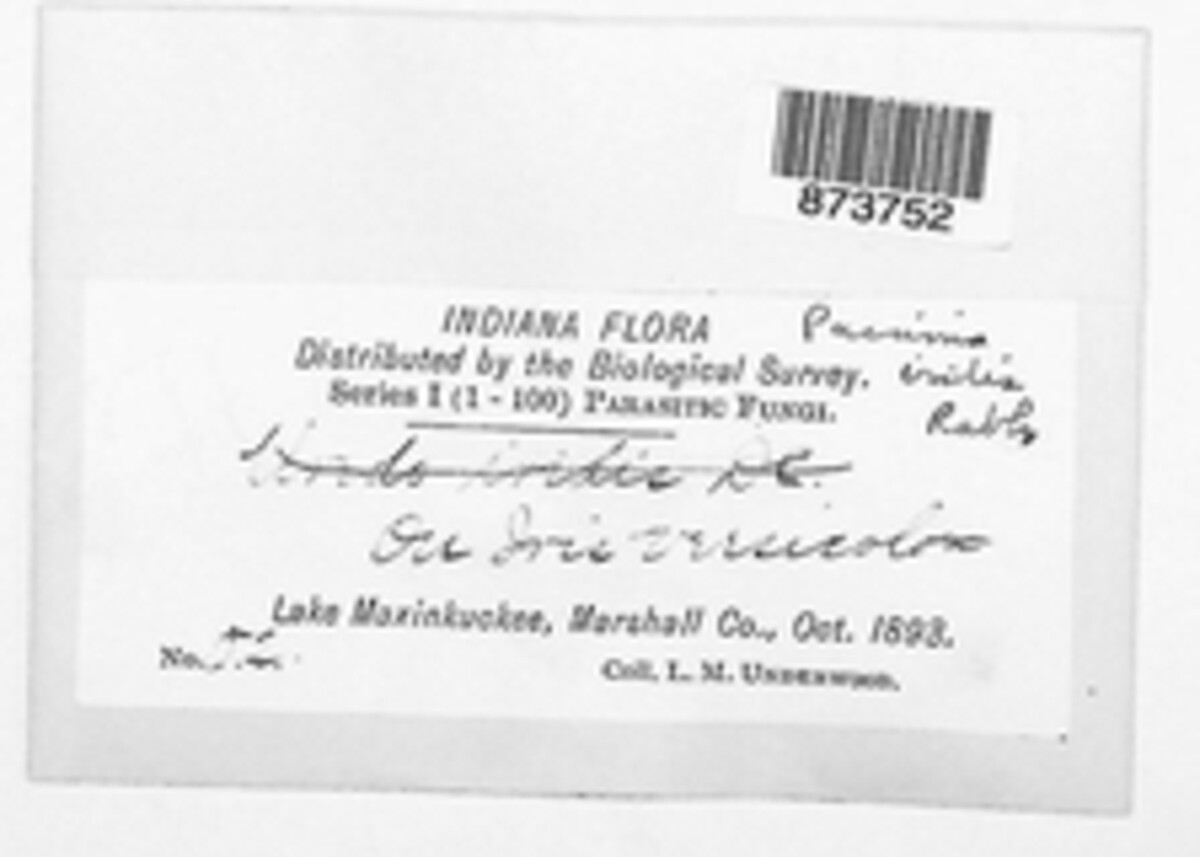 873752
INDIANA FLORA
Distributed by the Biological Survey.
Series I (1 - 100) PARASITIC FUNGI.
Puccinia
iridis
Rabh
Uredo iridis DC.
On Iris versicolor
Lake Maxinkuckee, Marshall Co., Oct. 1893.
No.
Coll. L. M. UNDERWOOD.